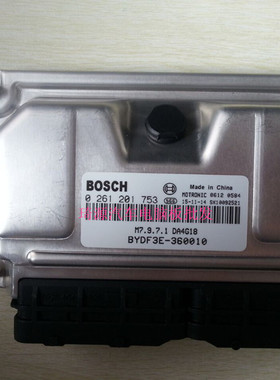 BOSCH
Made in China
MOTRONIC 0612 0504
0 261 201 753
15-11-14
M7.9.7.1 DA4G18
BYDF3E-3600010